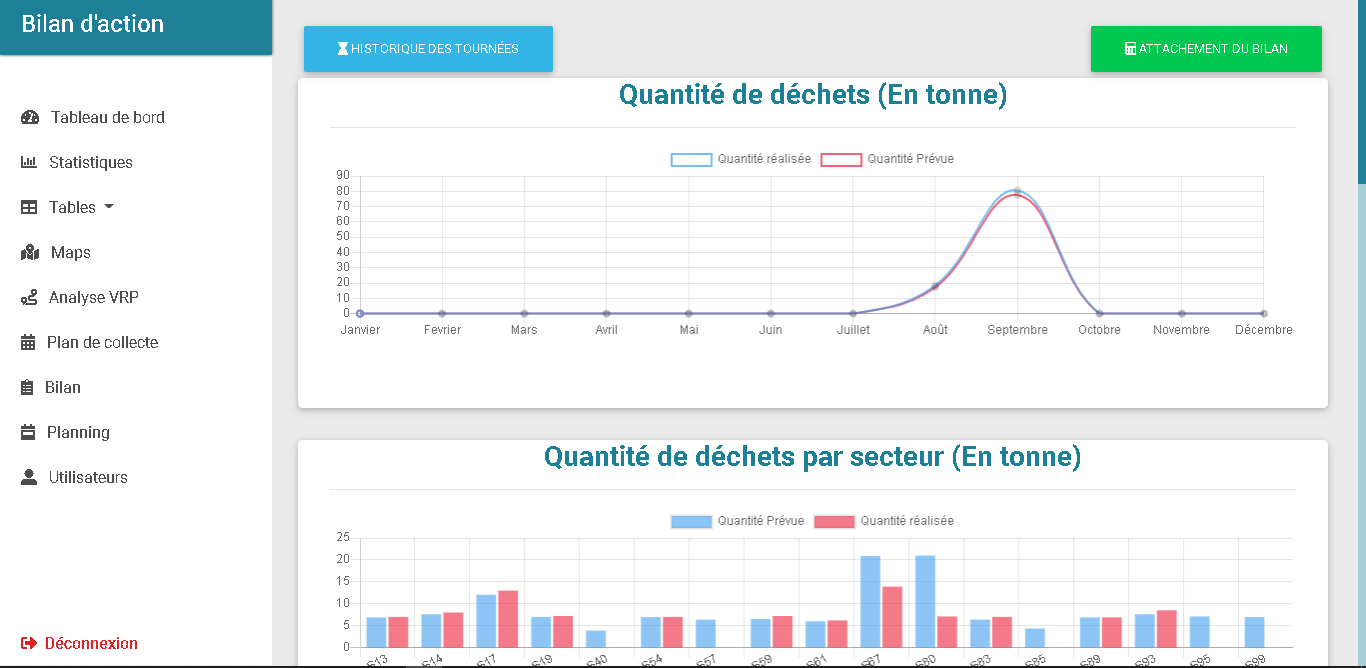 Bilan d'action
HISTORIQUE DES TOURNÉES
ATTACHEMENT DU BILAN
Tableau de bord
Statistiques
Tables
Maps
Analyse VRP
Plan de collecte
Bilan
Planning
Utilisateurs
Déconnexion
Quantité de déchets (En tonne)
Quantité réalisée Quantité Prévue
90
80
70
60
50
40
30
20
10
0
Janvier Fevrier Mars Avril Mai Juin Juillet Août Septembre Octobre Novembre Décembre
Quantité de déchets par secteur (En tonne)
Quantité Prévue Quantité réalisée
25
20
15
10
5
0
S13 S14 S17 S19 S40 S54 S57 S59 S61 S67 S80 S83 S85 S89 S93 S95 S99